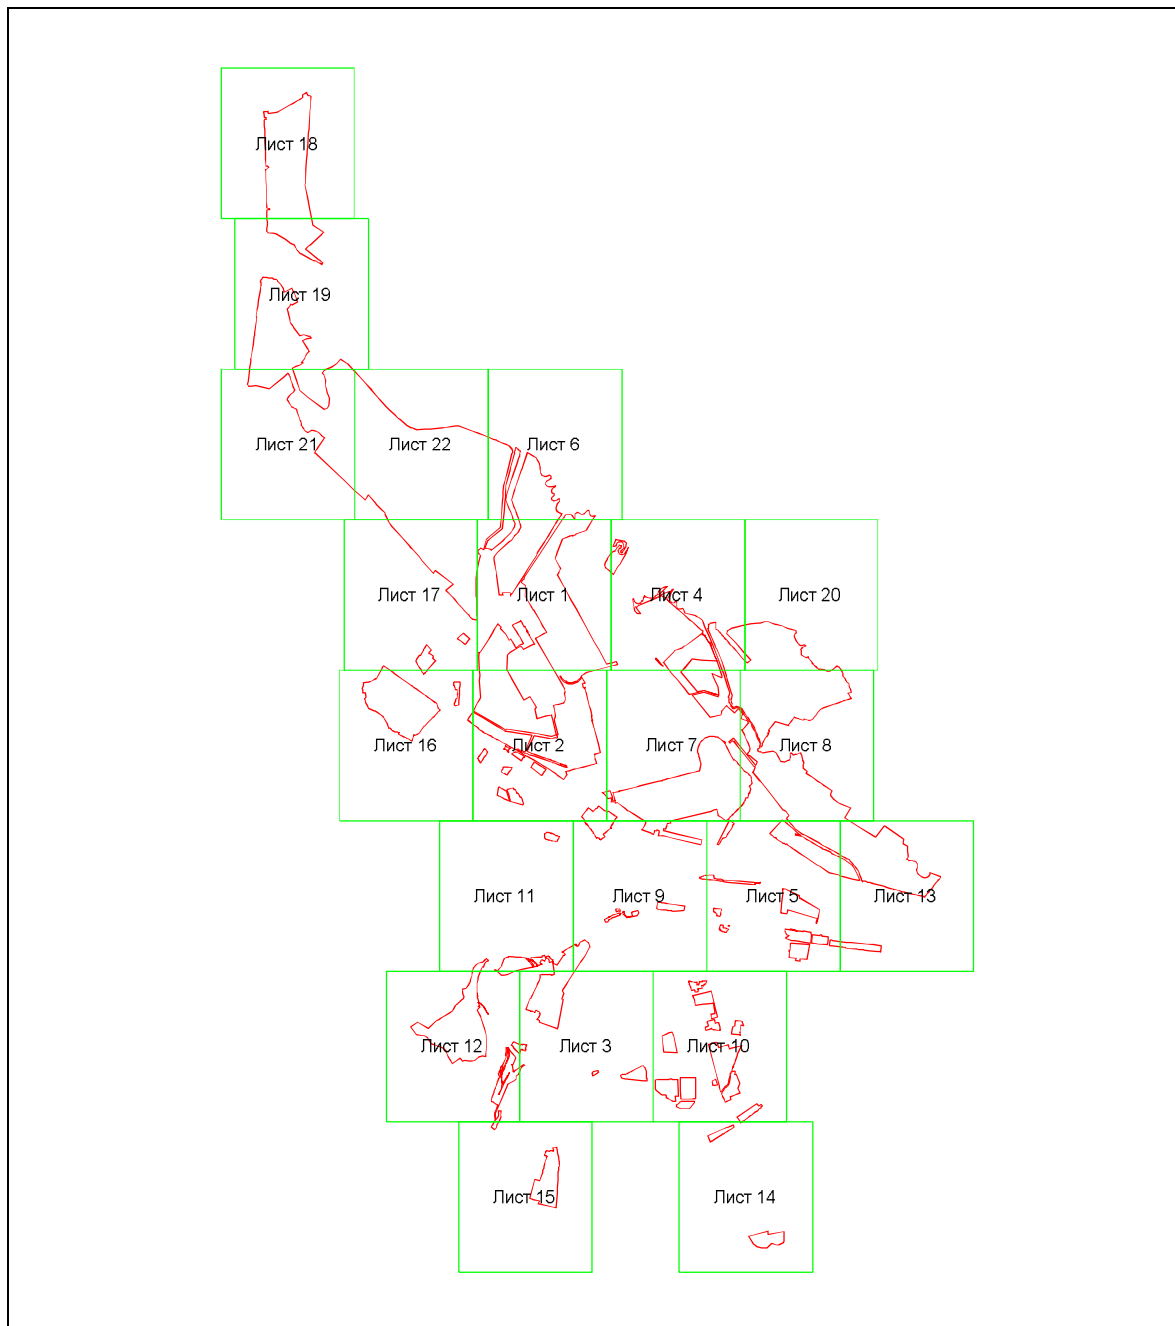 Лист 18
Лист 19
Лист 21
Лист 22
Лист 6
Лист 17
Лист 1
Лист 4
Лист 20
Лист 16
Лист 2
Лист 7
Лист 8
Лист 11
Лист 9
Лист 5
Лист 13
Лист 12
Лист 3
Лист 10
Лист 15
Лист 14